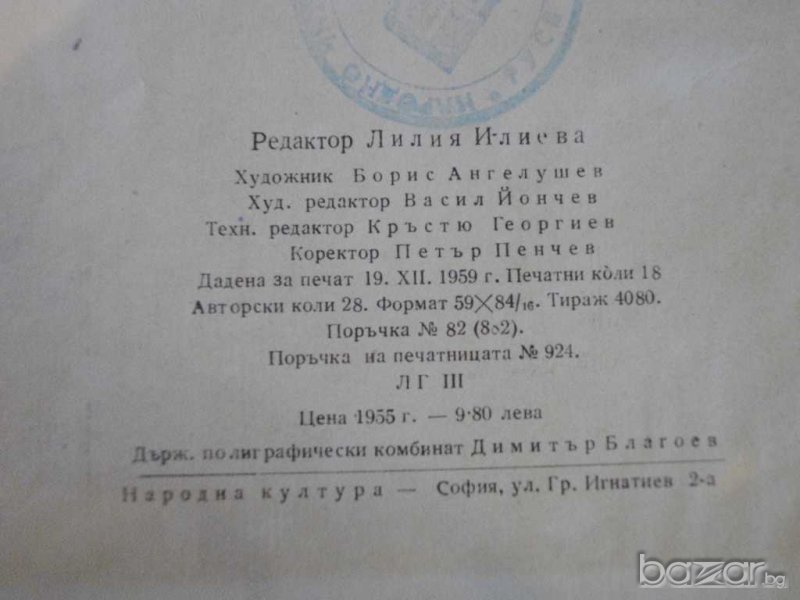 НАРОДНО
РУСЕ
Редактор Лилия Илиева
Художник Борис Ангелушев
Худ. редактор Васил Йончев
Техн. редактор Кръстю Георгиев
Коректор Петър Пенчев
Дадена за печат 19. XII. 1959 г. Печатни коли 18
Авторски коли 28. Формат 59×84/16. Тираж 4080.
Поръчка № 82 (882).
Поръчка на печатницата № 924.
ЛГ III
Цена 1955 г. — 9·80 лева
Държ. полиграфически комбинат Димитър Благоев
Народна култура — София, ул. Гр. Игнатиев 2-а
bazar.bg